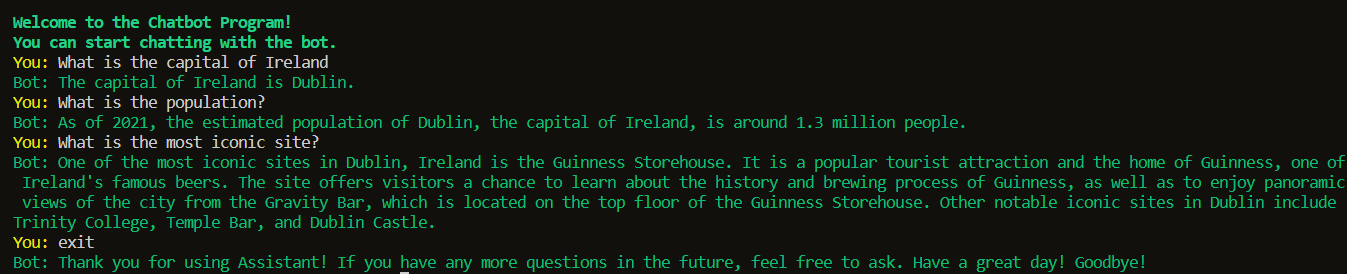 Welcome to the Chatbot Program!
You can start chatting with the bot.
You: What is the capital of Ireland
Bot: The capital of Ireland is Dublin.
You: What is the population?
Bot: As of 2021, the estimated population of Dublin, the capital of Ireland, is around 1.3 million people.
You: What is the most iconic site?
Bot: One of the most iconic sites in Dublin, Ireland is the Guinness Storehouse. It is a popular tourist attraction and the home of Guinness, one of
Ireland's famous beers. The site offers visitors a chance to learn about the history and brewing process of Guinness, as well as to enjoy panoramic
views of the city from the Gravity Bar, which is located on the top floor of the Guinness Storehouse. Other notable iconic sites in Dublin include
Trinity College, Temple Bar, and Dublin Castle.
You: exit
Bot: Thank you for using Assistant! If you have any more questions in the future, feel free to ask. Have a great day! Goodbye!